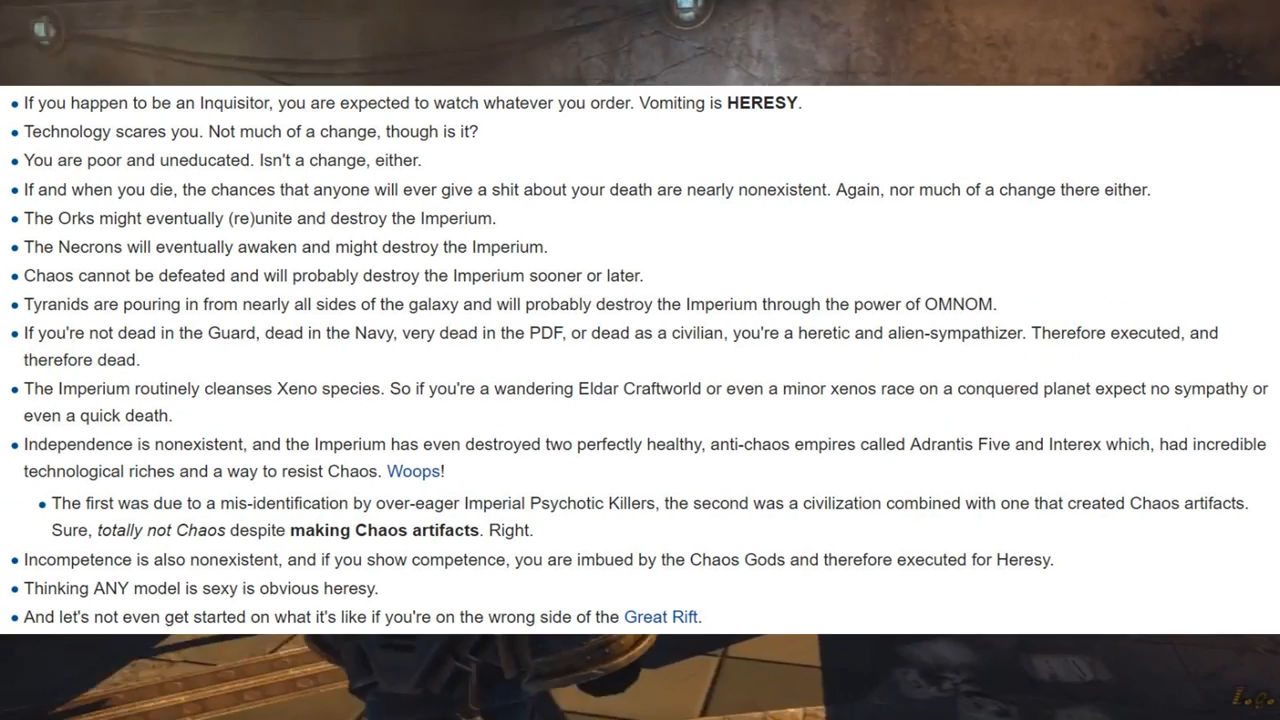 If you happen to be an Inquisitor, you are expected to watch whatever you order. Vomiting is HERESY.
Technology scares you. Not much of a change, though is it?
You are poor and uneducated. Isn't a change, either.
If and when you die, the chances that anyone will ever give a shit about your death are nearly nonexistent. Again, nor much of a change there either.
The Orks might eventually (re)unite and destroy the Imperium.
The Necrons will eventually awaken and might destroy the Imperium.
Chaos cannot be defeated and will probably destroy the Imperium sooner or later.
Tyranids are pouring in from nearly all sides of the galaxy and will probably destroy the Imperium through the power of OMNOM.
If you're not dead in the Guard, dead in the Navy, very dead in the PDF, or dead as a civilian, you're a heretic and alien-sympathizer. Therefore executed, and
therefore dead.
The Imperium routinely cleanses Xeno species. So if you're a wandering Eldar Craftworld or even a minor xenos race on a conquered planet expect no sympathy or
even a quick death.
Independence is nonexistent, and the Imperium has even destroyed two perfectly healthy, anti-chaos empires called Adrantis Five and Interex which, had incredible
technological riches and a way to resist Chaos. Woops!
The first was due to a mis-identification by over-eager Imperial Psychotic Killers, the second was a civilization combined with one that created Chaos artifacts.
Sure, totally not Chaos despite making Chaos artifacts. Right.
Incompetence is also nonexistent, and if you show competence, you are imbued by the Chaos Gods and therefore executed for Heresy.
Thinking ANY model is sexy is obvious heresy.
And let's not even get started on what it's like if you're on the wrong side of the Great Rift.